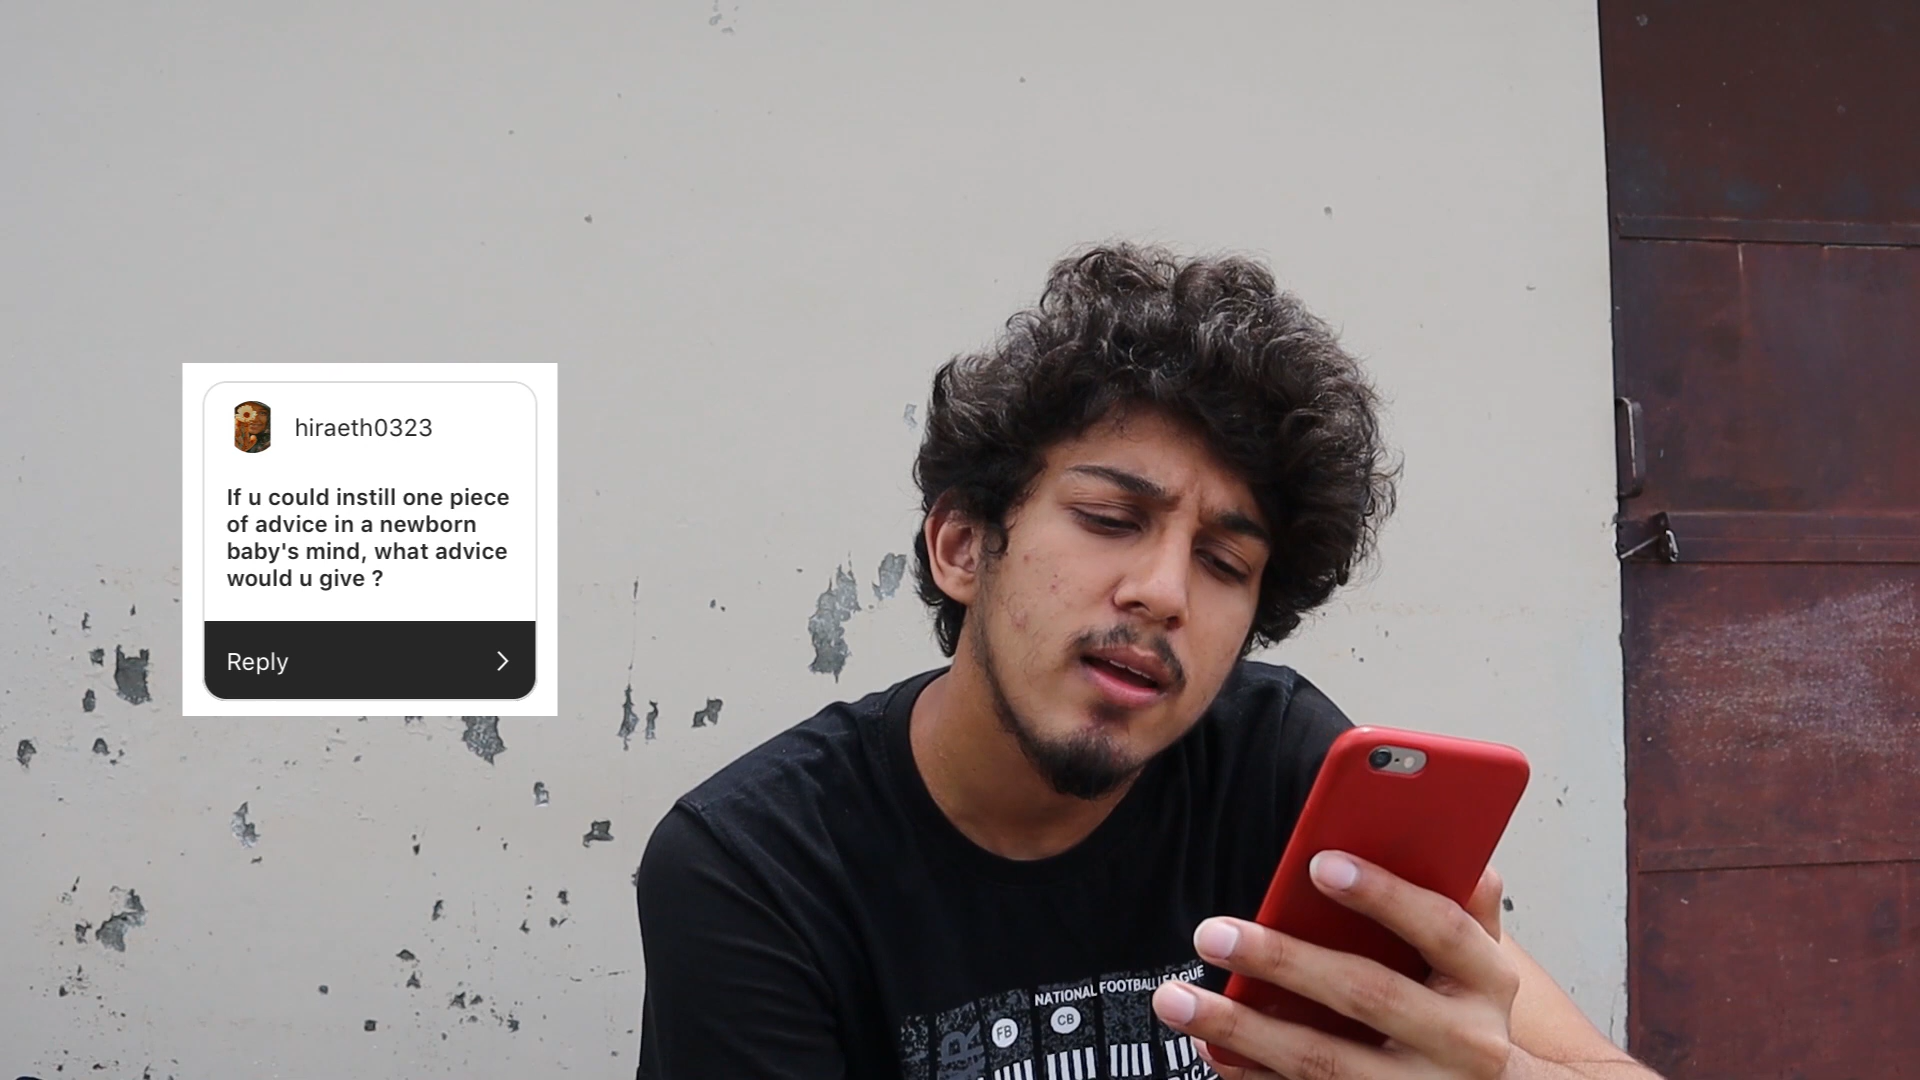 hiraeth0323
If u could instill one piece
of advice in a newborn
baby's mind, what advice
would u give ?
Reply
NATIONAL FOOTBALL LEAGUE
FB
CB